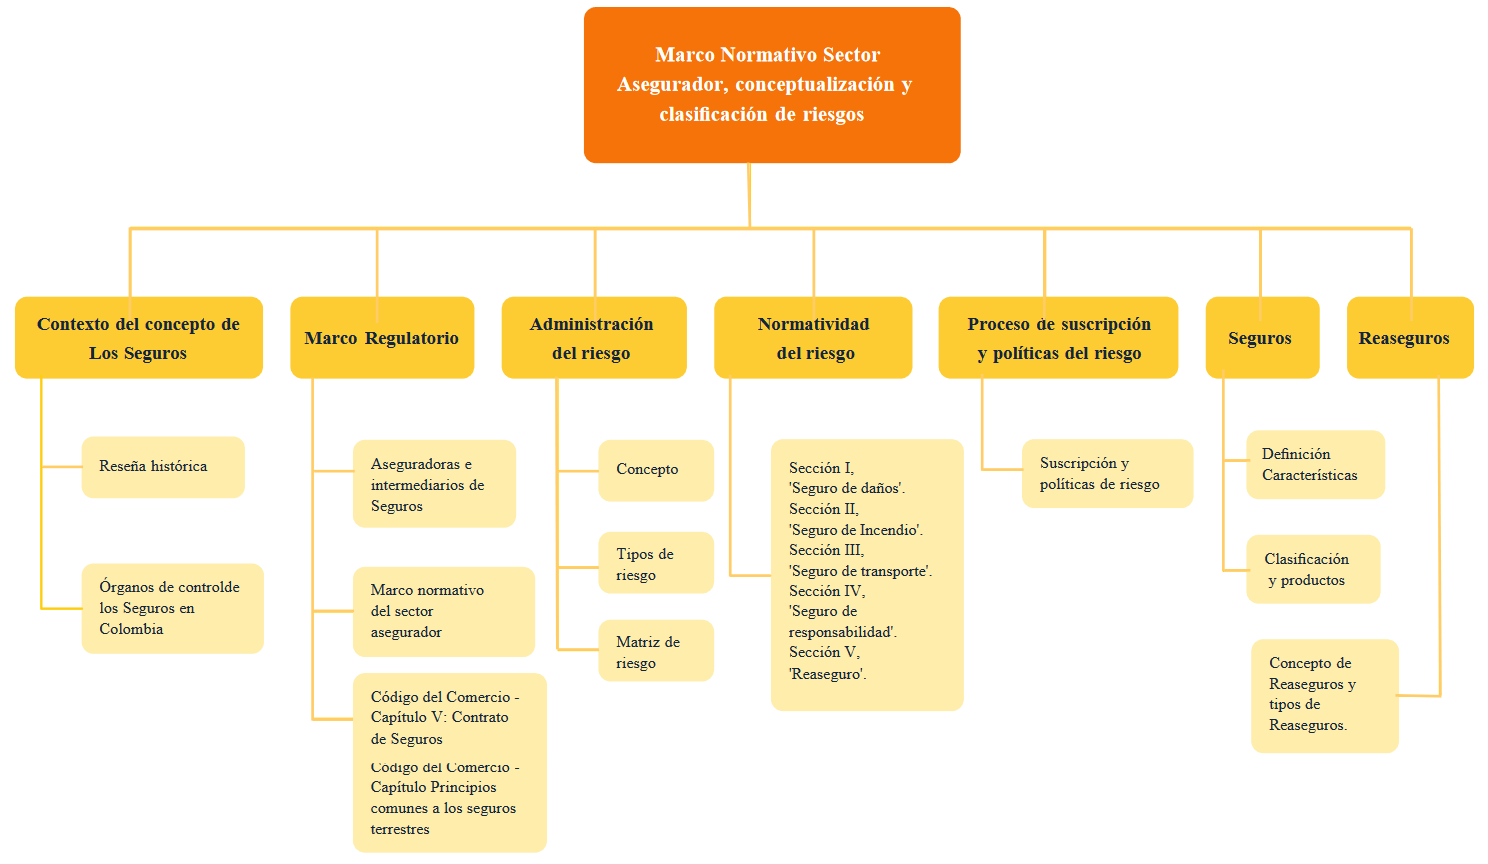 Marco Normativo Sector
Asegurador, conceptualización y
clasificación de riesgos
Contexto del concepto de
Los Seguros
Reseña histórica
Órganos de controlde
los Seguros en
Colombia
Marco Regulatorio
Aseguradoras e
intermediarios de
Seguros
Marco normativo
del sector
asegurador
Código del Comercio -
Capítulo V: Contrato
de Seguros
Código del Comercio -
Capítulo Principios
comunes a los seguros
terrestres
Administración
del riesgo
Concepto
Tipos de
riesgo
Matriz de
riesgo
Normatividad
del riesgo
Sección I,
'Seguro de daños'.
Sección II,
'Seguro de Incendio'.
Sección III,
'Seguro de transporte'.
Sección IV,
'Seguro de
responsabilidad'.
Sección V,
'Reaseguro'.
Proceso de suscripción
y políticas del riesgo
Suscripción y
políticas de riesgo
Seguros
Definición
Características
Clasificación
y productos
Reaseguros
Concepto de
Reaseguros y
tipos de
Reaseguros.